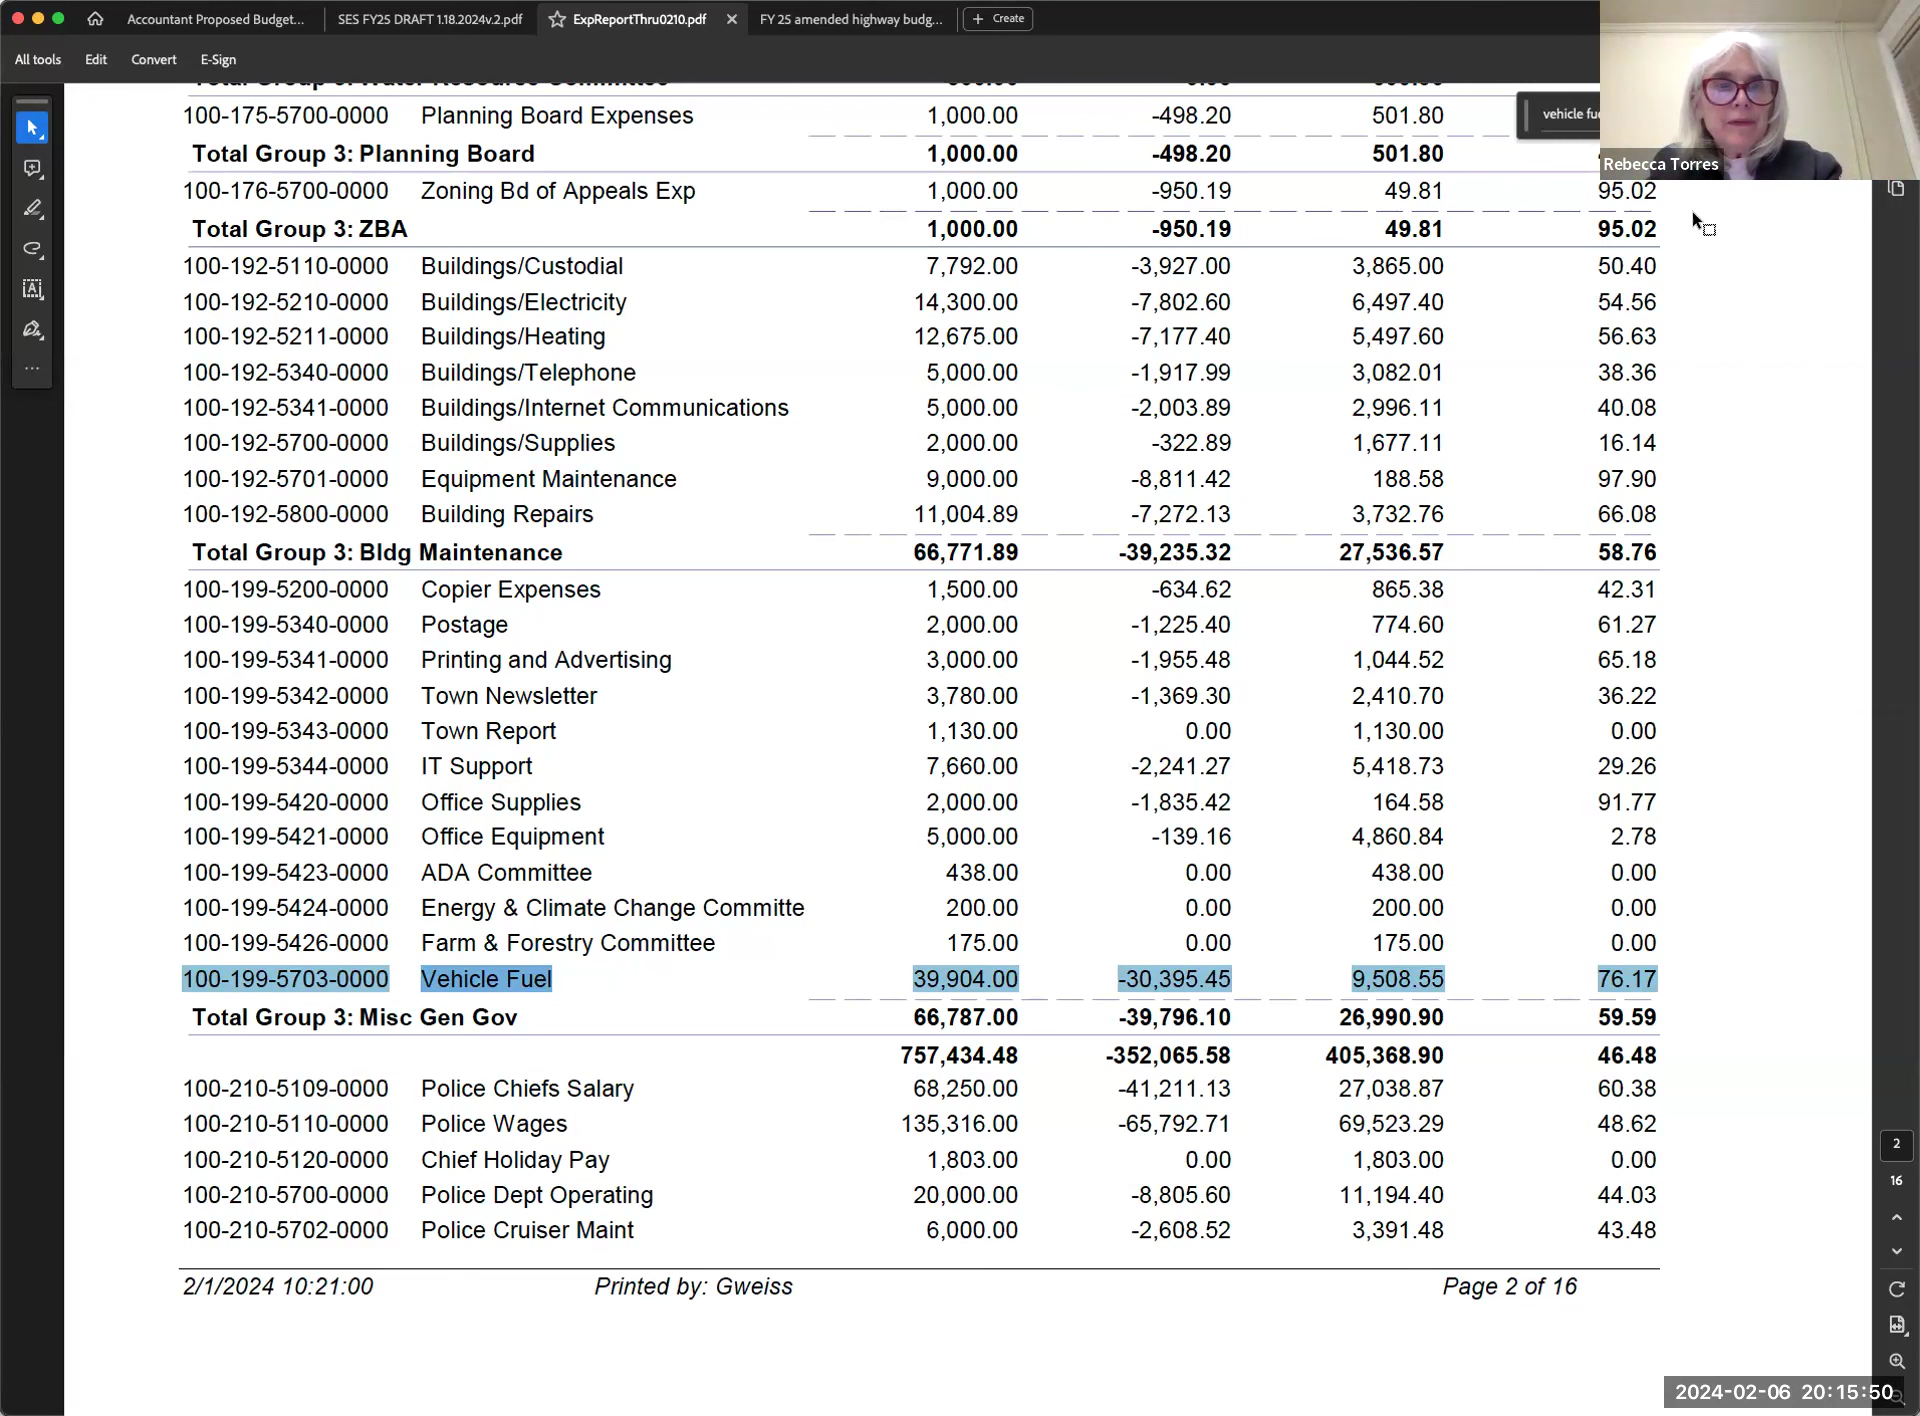 Accountant Proposed Budget...
SES FY25 DRAFT 1.18.2024v.2.pdf
ExpReportThru0210.pdf
FY 25 amended highway budg...
+ Create
All tools
Edit
Convert
E-Sign
vehicle fu
Rebecca Torres
100-175-5700-0000 Planning Board Expenses 1,000.00 -498.20 501.80
Total Group 3: Planning Board 1,000.00 -498.20 501.80
100-176-5700-0000 Zoning Bd of Appeals Exp 1,000.00 -950.19 49.81 95.02
Total Group 3: ZBA 1,000.00 -950.19 49.81 95.02
100-192-5110-0000 Buildings/Custodial 7,792.00 -3,927.00 3,865.00 50.40
100-192-5210-0000 Buildings/Electricity 14,300.00 -7,802.60 6,497.40 54.56
100-192-5211-0000 Buildings/Heating 12,675.00 -7,177.40 5,497.60 56.63
100-192-5340-0000 Buildings/Telephone 5,000.00 -1,917.99 3,082.01 38.36
100-192-5341-0000 Buildings/Internet Communications 5,000.00 -2,003.89 2,996.11 40.08
100-192-5700-0000 Buildings/Supplies 2,000.00 -322.89 1,677.11 16.14
100-192-5701-0000 Equipment Maintenance 9,000.00 -8,811.42 188.58 97.90
100-192-5800-0000 Building Repairs 11,004.89 -7,272.13 3,732.76 66.08
Total Group 3: Bldg Maintenance 66,771.89 -39,235.32 27,536.57 58.76
100-199-5200-0000 Copier Expenses 1,500.00 -634.62 865.38 42.31
100-199-5340-0000 Postage 2,000.00 -1,225.40 774.60 61.27
100-199-5341-0000 Printing and Advertising 3,000.00 -1,955.48 1,044.52 65.18
100-199-5342-0000 Town Newsletter 3,780.00 -1,369.30 2,410.70 36.22
100-199-5343-0000 Town Report 1,130.00 0.00 1,130.00 0.00
100-199-5344-0000 IT Support 7,660.00 -2,241.27 5,418.73 29.26
100-199-5420-0000 Office Supplies 2,000.00 -1,835.42 164.58 91.77
100-199-5421-0000 Office Equipment 5,000.00 -139.16 4,860.84 2.78
100-199-5423-0000 ADA Committee 438.00 0.00 438.00 0.00
100-199-5424-0000 Energy & Climate Change Committe 200.00 0.00 200.00 0.00
100-199-5426-0000 Farm & Forestry Committee 175.00 0.00 175.00 0.00
100-199-5703-0000 Vehicle Fuel 39,904.00 -30,395.45 9,508.55 76.17
Total Group 3: Misc Gen Gov 66,787.00 -39,796.10 26,990.90 59.59
757,434.48 -352,065.58 405,368.90 46.48
100-210-5109-0000 Police Chiefs Salary 68,250.00 -41,211.13 27,038.87 60.38
100-210-5110-0000 Police Wages 135,316.00 -65,792.71 69,523.29 48.62
100-210-5120-0000 Chief Holiday Pay 1,803.00 0.00 1,803.00 0.00
100-210-5700-0000 Police Dept Operating 20,000.00 -8,805.60 11,194.40 44.03
100-210-5702-0000 Police Cruiser Maint 6,000.00 -2,608.52 3,391.48 43.48
2/1/2024 10:21:00 Printed by: Gweiss Page 2 of 16
2
16
2024-02-06 20:15:50